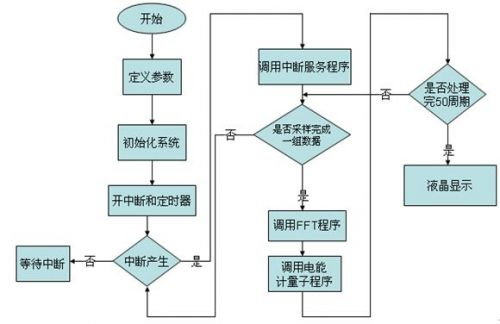 开始
定义参数
初始化系统
开中断和定时器
中断产生
否
等待中断
是
调用中断服务程序
是否采样完成
一组数据
否
是
调用FFT程序
调用电能
计量子程序
是否处理
完50周期
否
是
液晶显示